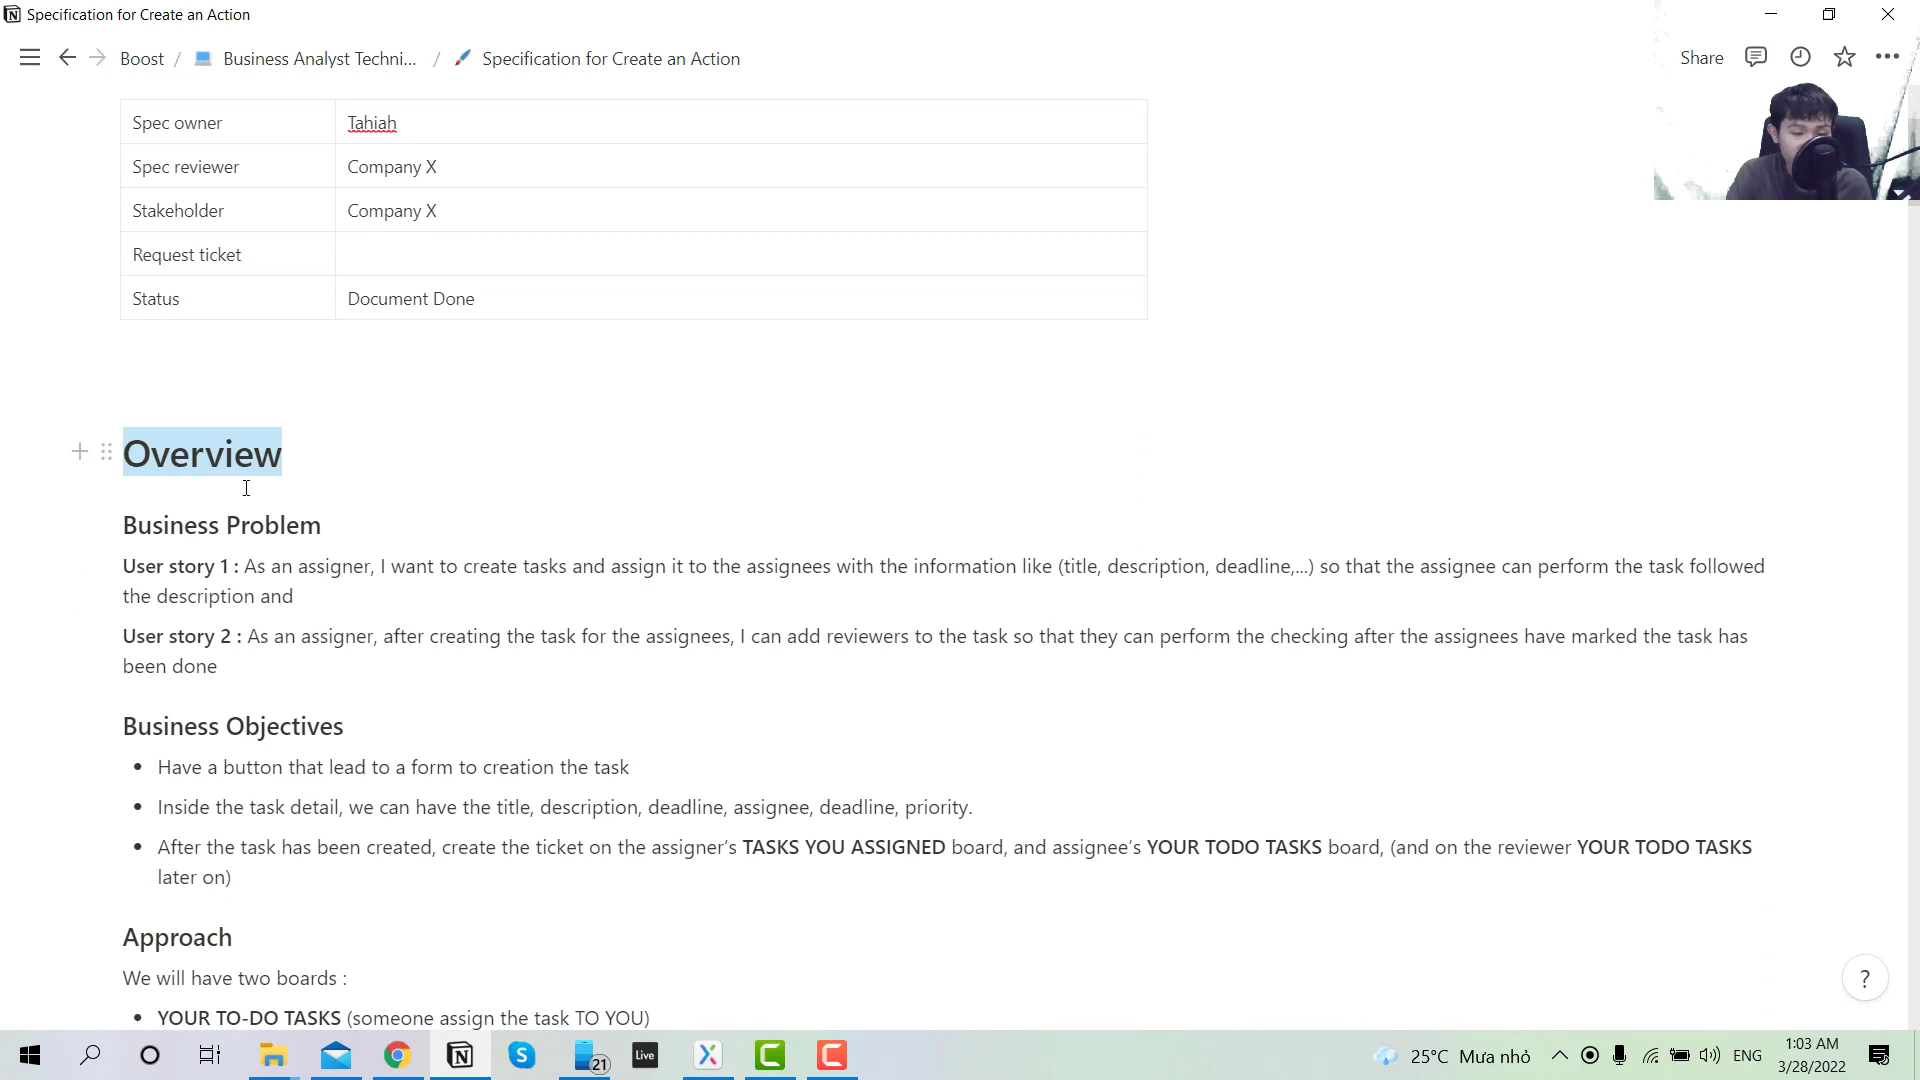 Specification for Create an Action
Boost / Business Analyst Techni... / Specification for Create an Action
Share
Spec owner Tahiah
Spec reviewer Company X
Stakeholder Company X
Request ticket
Status Document Done
Overview
Business Problem
User story 1 : As an assigner, I want to create tasks and assign it to the assignees with the information like (title, description, deadline,...) so that the assignee can perform the task followed
the description and
User story 2 : As an assigner, after creating the task for the assignees, I can add reviewers to the task so that they can perform the checking after the assignees have marked the task has
been done
Business Objectives
• Have a button that lead to a form to creation the task
• Inside the task detail, we can have the title, description, deadline, assignee, deadline, priority.
• After the task has been created, create the ticket on the assigner’s TASKS YOU ASSIGNED board, and assignee’s YOUR TODO TASKS board, (and on the reviewer YOUR TODO TASKS
later on)
Approach
We will have two boards :
• YOUR TO-DO TASKS (someone assign the task TO YOU)
?
21
Live
25°C Mưa nhỏ
ENG
1:03 AM
3/28/2022